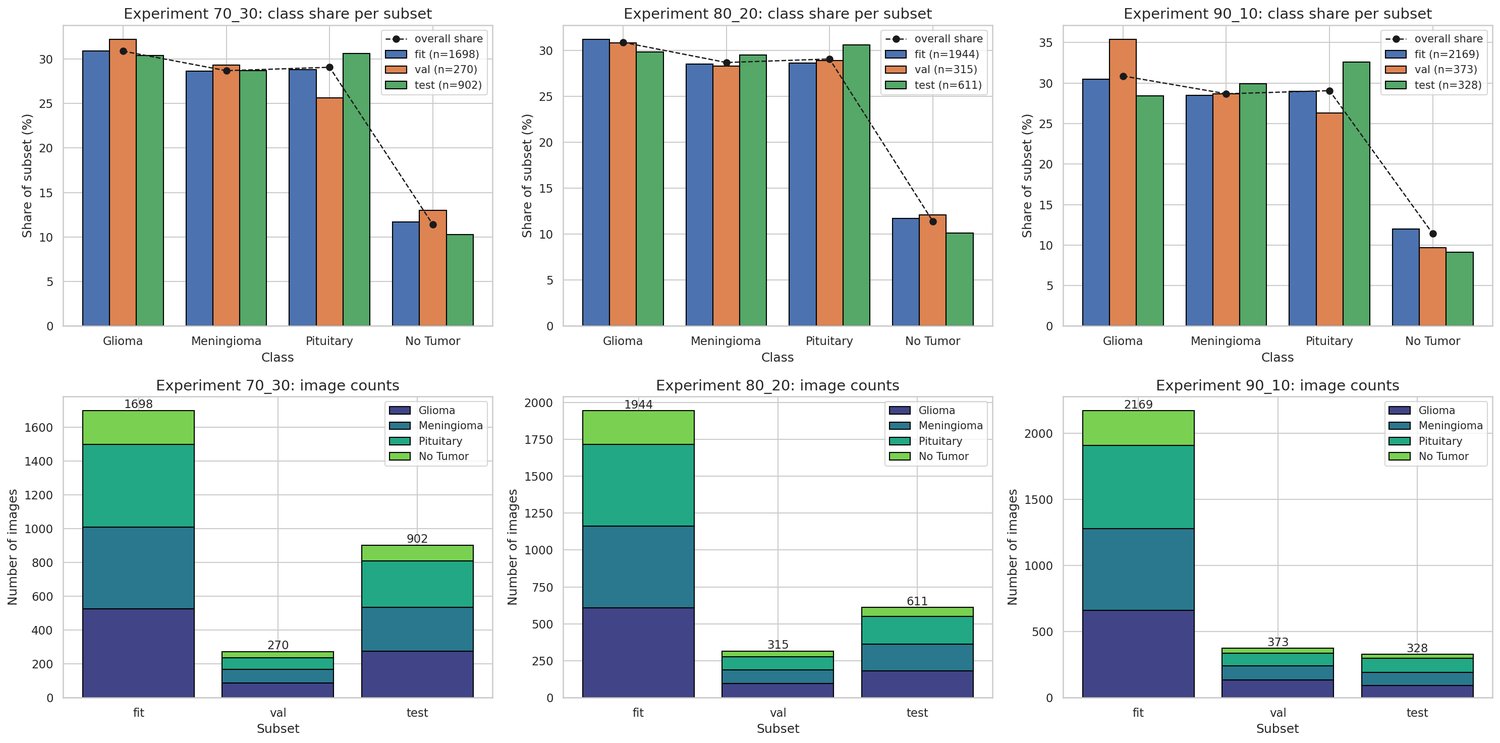 Experiment 70_30: class share per subset
Share of subset (%)
35
30
25
20
15
10
5
0
overall share
fit (n=1698)
val (n=270)
test (n=902)
Glioma Meningioma Pituitary No Tumor
Class
Experiment 80_20: class share per subset
Share of subset (%)
30
25
20
15
10
5
0
overall share
fit (n=1944)
val (n=315)
test (n=611)
Glioma Meningioma Pituitary No Tumor
Class
Experiment 90_10: class share per subset
Share of subset (%)
35
30
25
20
15
10
5
0
overall share
fit (n=2169)
val (n=373)
test (n=328)
Glioma Meningioma Pituitary No Tumor
Class
Experiment 70_30: image counts
Number of images
1600
1400
1200
1000
800
600
400
200
0
1698
270
902
Glioma
Meningioma
Pituitary
No Tumor
fit val test
Subset
Experiment 80_20: image counts
Number of images
2000
1750
1500
1250
1000
750
500
250
0
1944
315
611
Glioma
Meningioma
Pituitary
No Tumor
fit val test
Subset
Experiment 90_10: image counts
Number of images
2000
1500
1000
500
0
2169
373
328
Glioma
Meningioma
Pituitary
No Tumor
fit val test
Subset